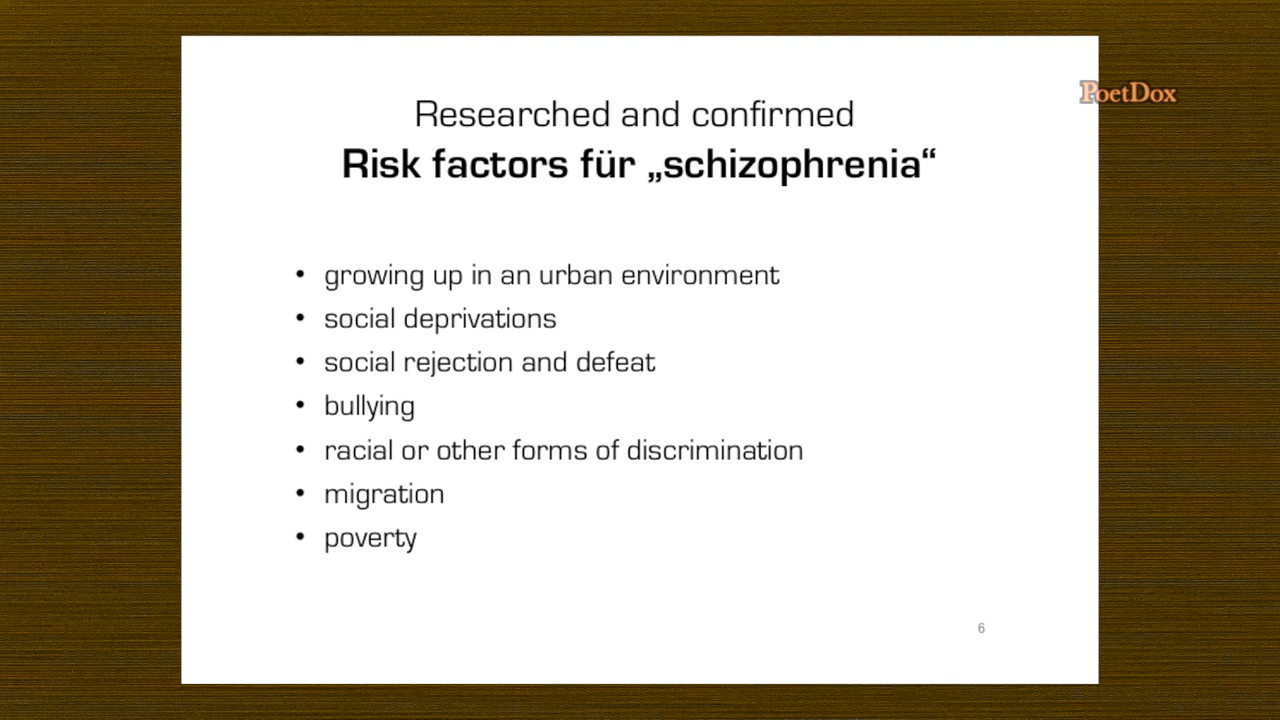 PoetDox
Researched and confirmed
Risk factors für „schizophrenia“
• growing up in an urban environment
• social deprivations
• social rejection and defeat
• bullying
• racial or other forms of discrimination
• migration
• poverty
6